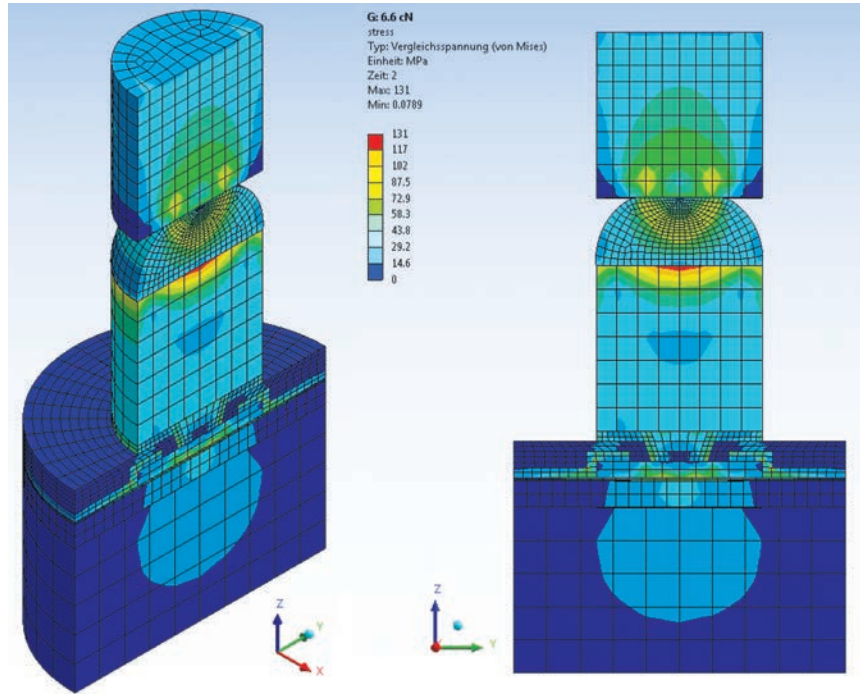 G: 6.6 cN
stress
Typ: Vergleichsspannung (von Mises)
Einheit: MPa
Zeit: 2
Max: 131
Min: 0.0789
131
117
102
87.5
72.9
58.3
43.8
29.2
14.6
0
Z
Y
X
Z
Y